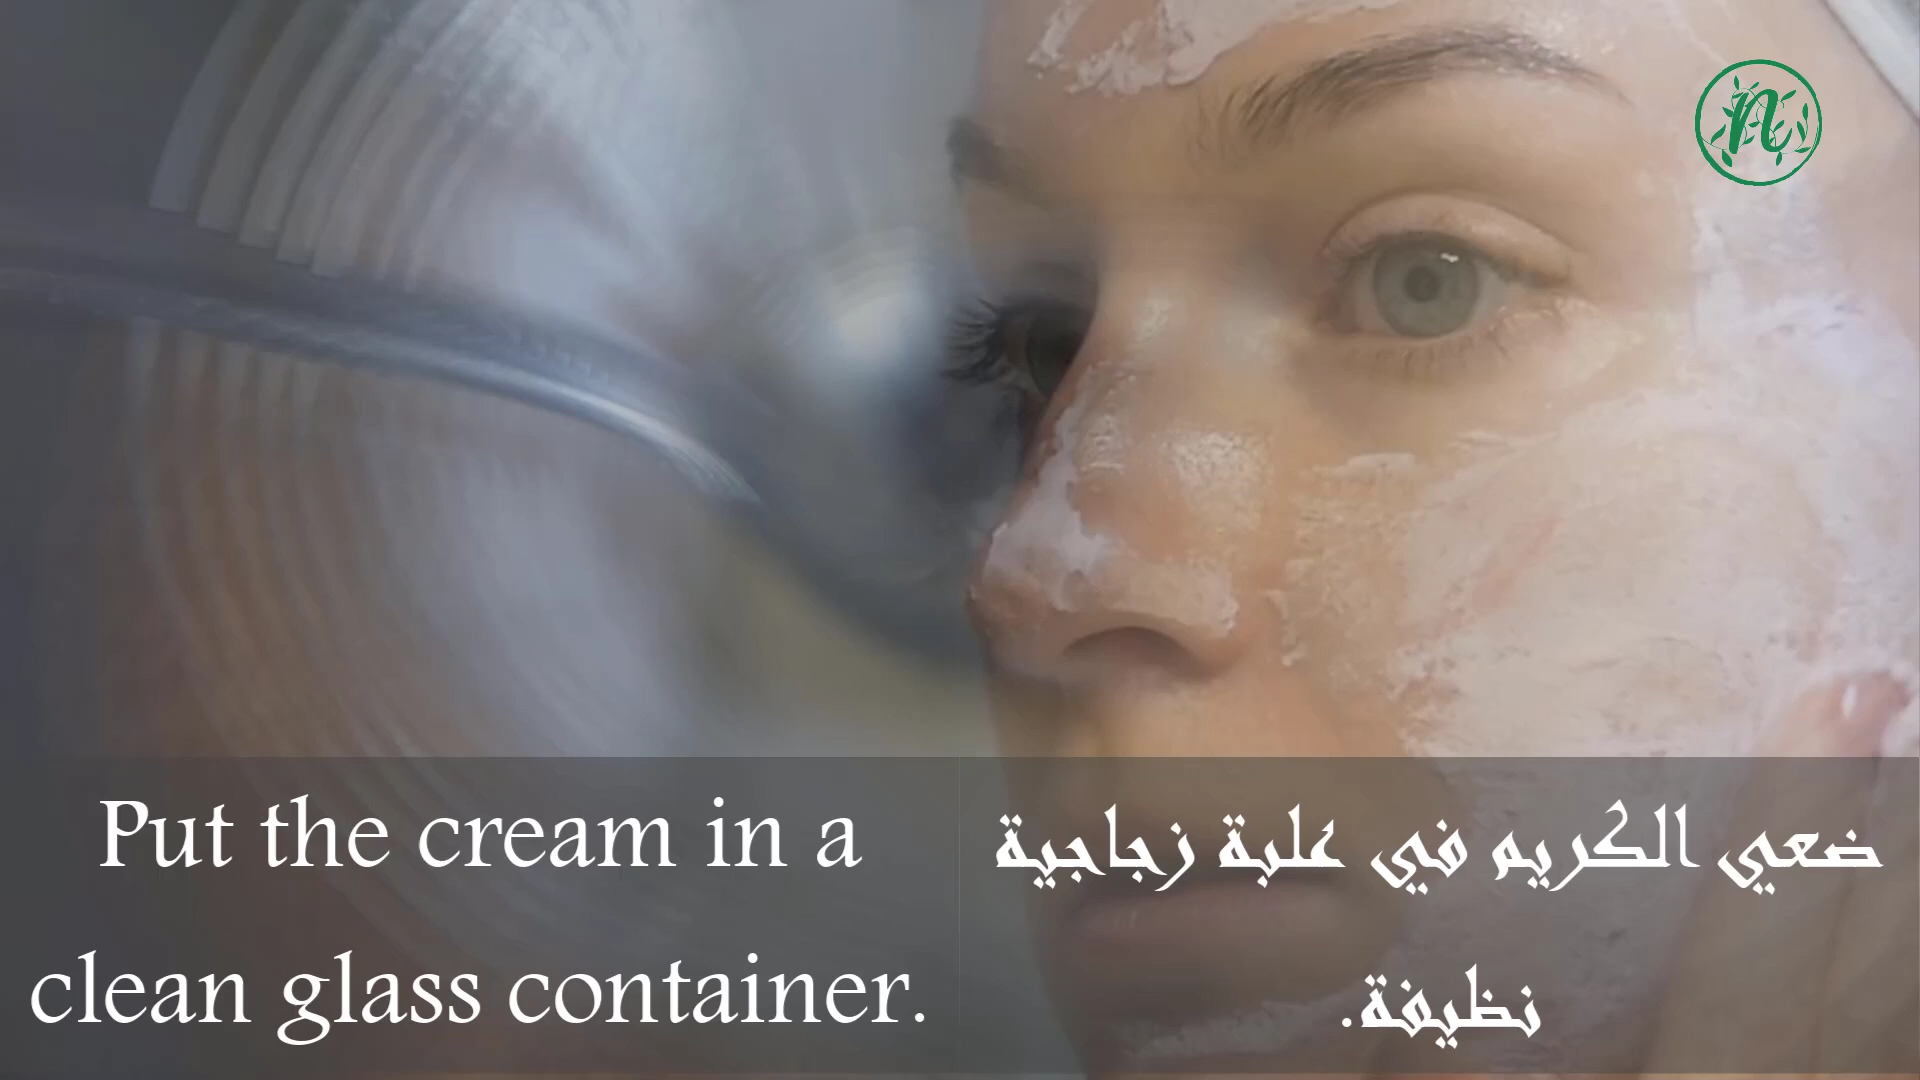 Put the cream in a
clean glass container.
ضعي الكريم في علبة زجاجية
نظيفة.
n